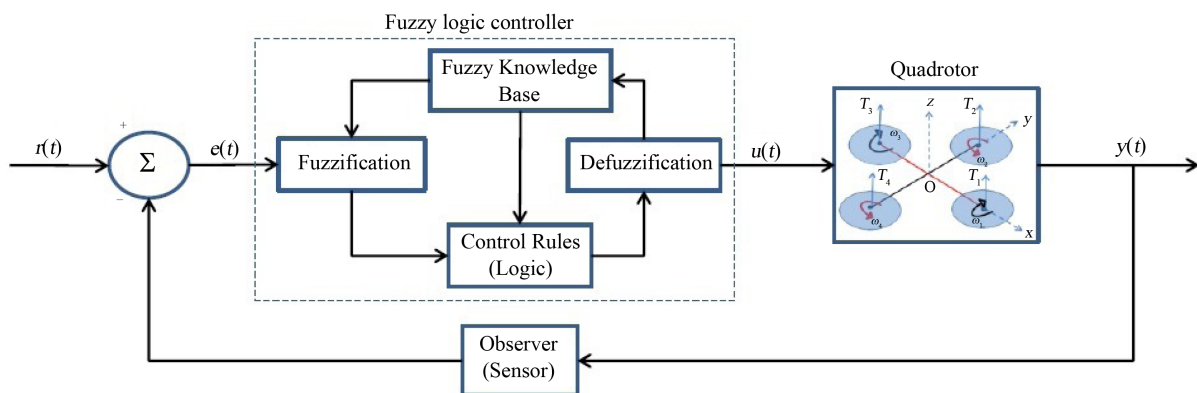 Fuzzy logic controller
Fuzzy Knowledge
Base
Quadrotor
T3
z
T2
y
ω3
ω2
+
r(t)
Σ
e(t)
Fuzzification
Defuzzification
u(t)
y(t)
T4
O
T1
ω4
ω1
x
−
Control Rules
(Logic)
Observer
(Sensor)